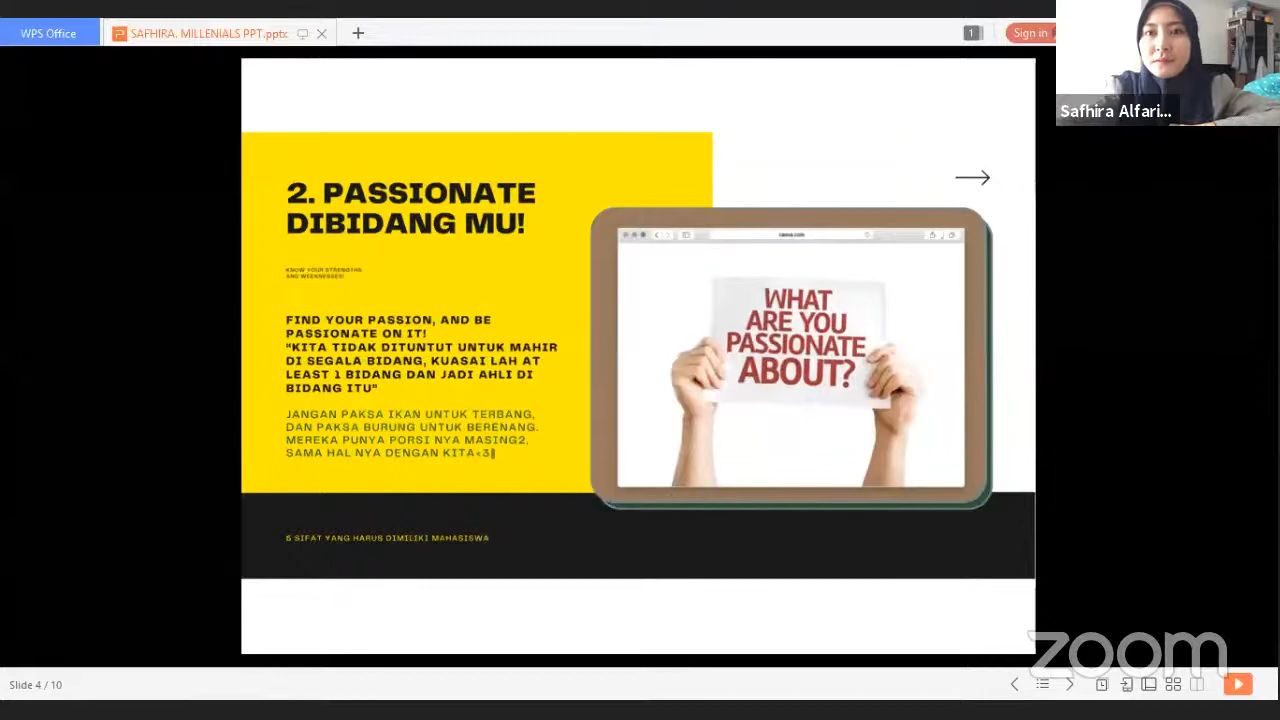 WPS Office
SAFHIRA. MILLENIALS PPT.pptx
1
Sign in
Safhira Alfari...
2. PASSIONATE
DIBIDANG MU!
KNOW YOUR STRENGTHS
AND WEEKNESSES!
FIND YOUR PASSION, AND BE
PASSIONATE ON IT!
"KITA TIDAK DITUNTUT UNTUK MAHIR
DI SEGALA BIDANG, KUASAI LAH AT
LEAST 1 BIDANG DAN JADI AHLI DI
BIDANG ITU"
JANGAN PAKSA IKAN UNTUK TERBANG,
DAN PAKSA BURUNG UNTUK BERENANG.
MEREKA PUNYA PORSI NYA MASING2,
SAMA HAL NYA DENGAN KITA<3
canva.com
WHAT
ARE YOU
PASSIONATE
ABOUT?
5 SIFAT YANG HARUS DIMILIKI MAHASISWA
zoom
Slide 4 / 10